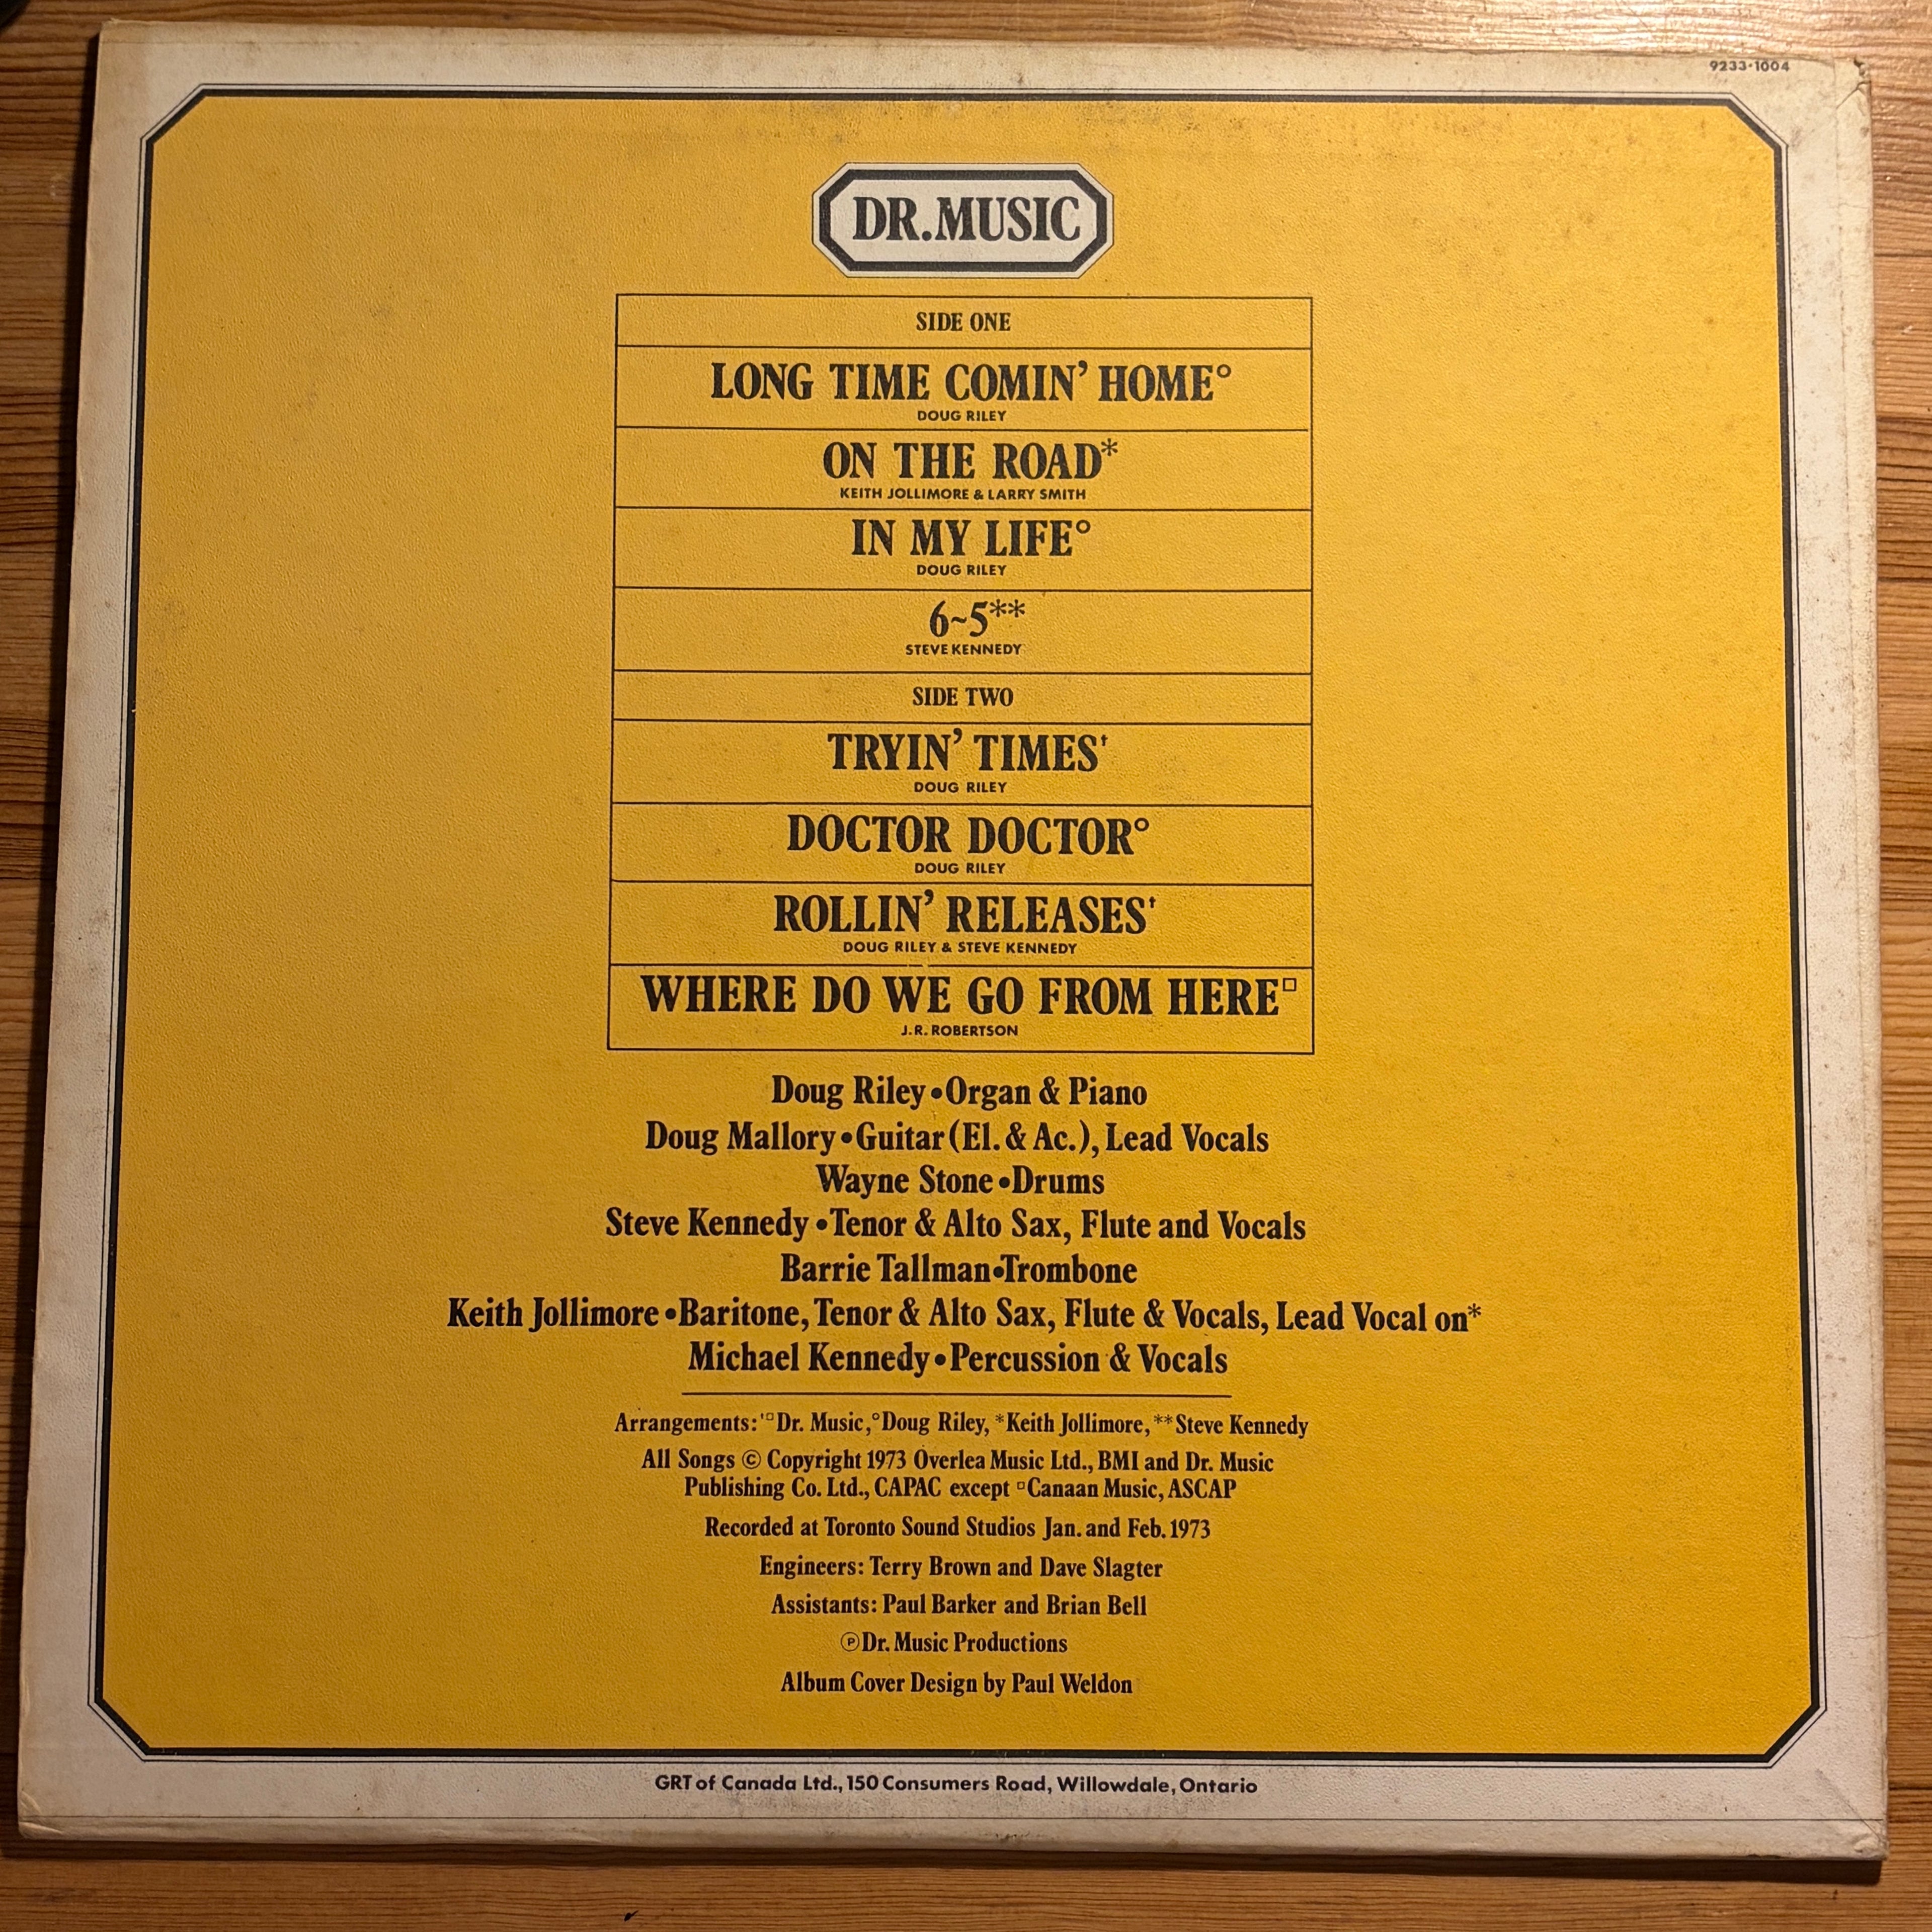 9233·1004
DR.MUSIC
SIDE ONE
LONG TIME COMIN’ HOME°
DOUG RILEY
ON THE ROAD*
KEITH JOLLIMORE & LARRY SMITH
IN MY LIFE°
DOUG RILEY
6~5**
STEVE KENNEDY
SIDE TWO
TRYIN’ TIMES†
DOUG RILEY
DOCTOR DOCTOR°
DOUG RILEY
ROLLIN’ RELEASES†
DOUG RILEY & STEVE KENNEDY
WHERE DO WE GO FROM HERE□
J.R. ROBERTSON
Doug Riley•Organ & Piano
Doug Mallory•Guitar (El. & Ac.), Lead Vocals
Wayne Stone•Drums
Steve Kennedy•Tenor & Alto Sax, Flute and Vocals
Barrie Tallman•Trombone
Keith Jollimore•Baritone, Tenor & Alto Sax, Flute & Vocals, Lead Vocal on*
Michael Kennedy•Percussion & Vocals
Arrangements:†□Dr. Music,°Doug Riley, *Keith Jollimore, **Steve Kennedy
All Songs © Copyright 1973 Overlea Music Ltd., BMI and Dr. Music
Publishing Co. Ltd., CAPAC except □Canaan Music, ASCAP
Recorded at Toronto Sound Studios Jan. and Feb. 1973
Engineers: Terry Brown and Dave Slagter
Assistants: Paul Barker and Brian Bell
℗Dr. Music Productions
Album Cover Design by Paul Weldon
GRT of Canada Ltd., 150 Consumers Road, Willowdale, Ontario